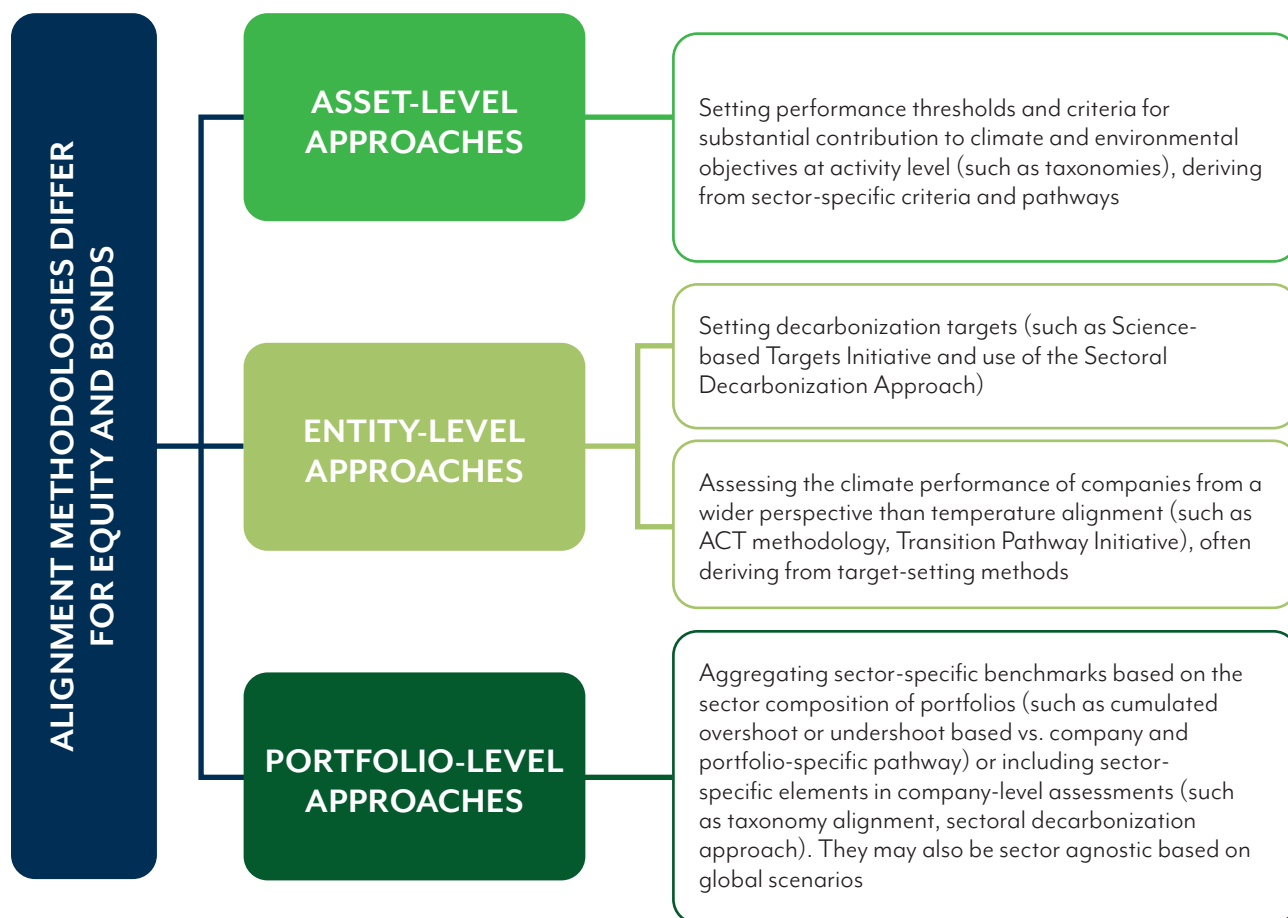 ALIGNMENT METHODOLOGIES DIFFER
FOR EQUITY AND BONDS
ASSET-LEVEL
APPROACHES
Setting performance thresholds and criteria for
substantial contribution to climate and environmental
objectives at activity level (such as taxonomies), deriving
from sector-specific criteria and pathways
ENTITY-LEVEL
APPROACHES
Setting decarbonization targets (such as Science-
based Targets Initiative and use of the Sectoral
Decarbonization Approach)
Assessing the climate performance of companies from a
wider perspective than temperature alignment (such as
ACT methodology, Transition Pathway Initiative), often
deriving from target-setting methods
PORTFOLIO-LEVEL
APPROACHES
Aggregating sector-specific benchmarks based on the
sector composition of portfolios (such as cumulated
overshoot or undershoot based vs. company and
portfolio-specific pathway) or including sector-
specific elements in company-level assessments (such
as taxonomy alignment, sectoral decarbonization
approach). They may also be sector agnostic based on
global scenarios